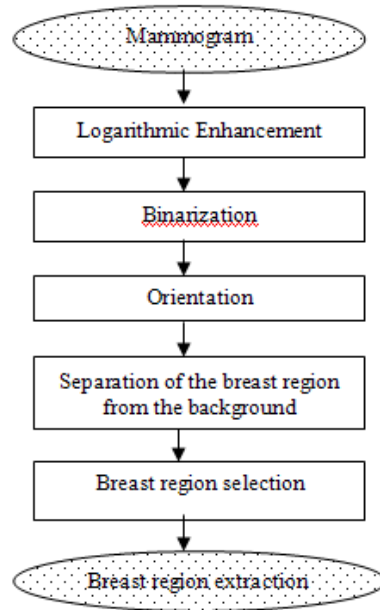 Mammogram
Logarithmic Enhancement
Binarization
Orientation
Separation of the breast region
from the background
Breast region selection
Breast region extraction